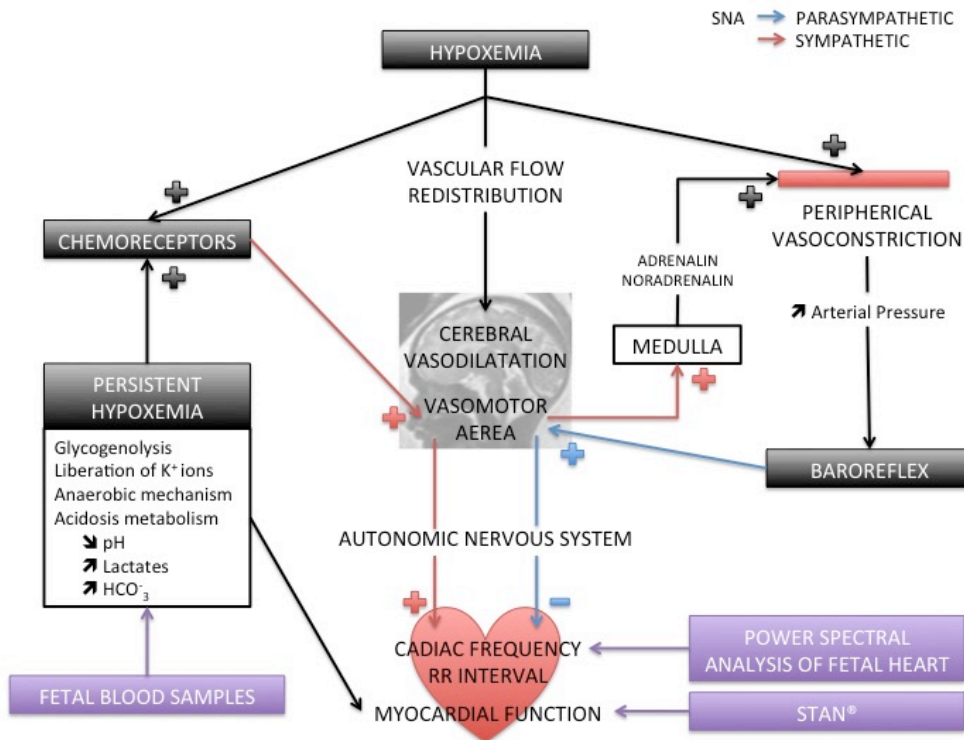 SNA PARASYMPATHETIC
SYMPATHETIC
HYPOXEMIA
VASCULAR FLOW
REDISTRIBUTION
CHEMORECEPTORS
PERIPHERICAL
VASOCONSTRICTION
ADRENALIN
NORADRENALIN
Arterial Pressure
MEDULLA
CEREBRAL
VASODILATATION
VASOMOTOR
AEREA
PERSISTENT
HYPOXEMIA
Glycogenolysis
Liberation of K⁺ ions
Anaerobic mechanism
Acidosis metabolism
pH
Lactates
HCO⁻₃
BAROREFLEX
AUTONOMIC NERVOUS SYSTEM
CADIAC FREQUENCY
RR INTERVAL
MYOCARDIAL FUNCTION
POWER SPECTRAL
ANALYSIS OF FETAL HEART
FETAL BLOOD SAMPLES
STAN®